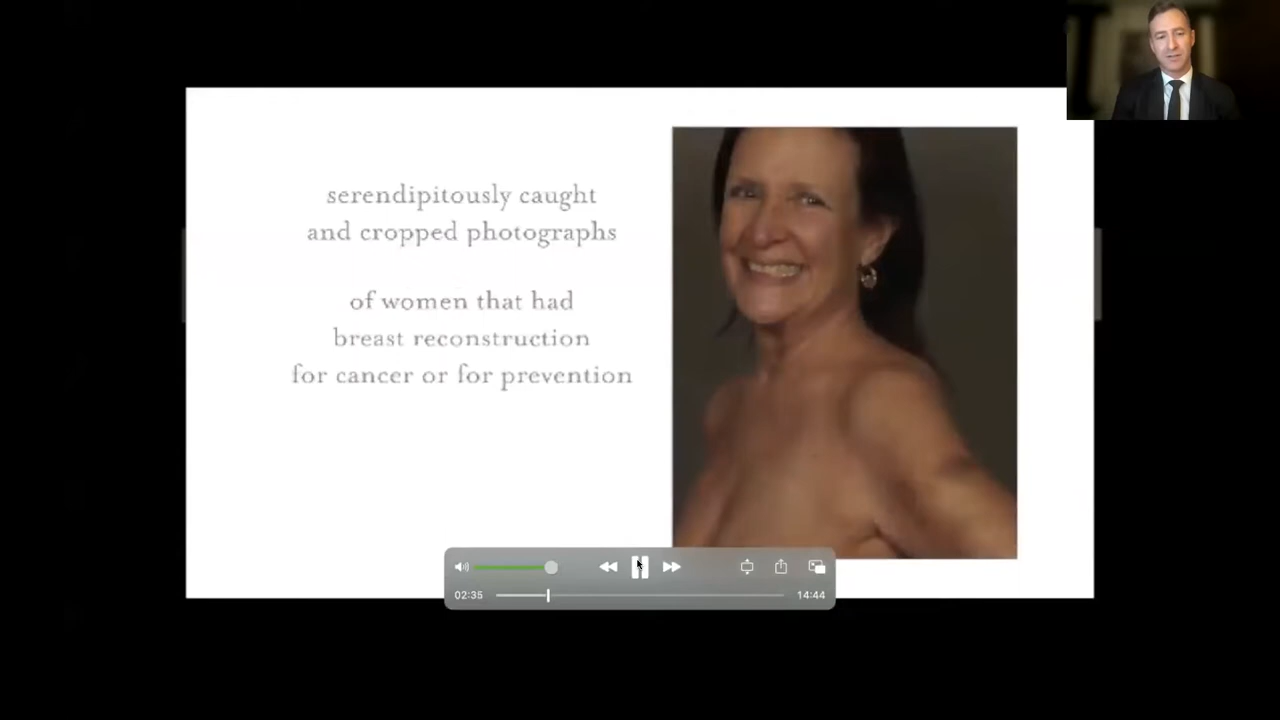 serendipitously caught
and cropped photographs
of women that had
breast reconstruction
for cancer or for prevention
02:35
14:44